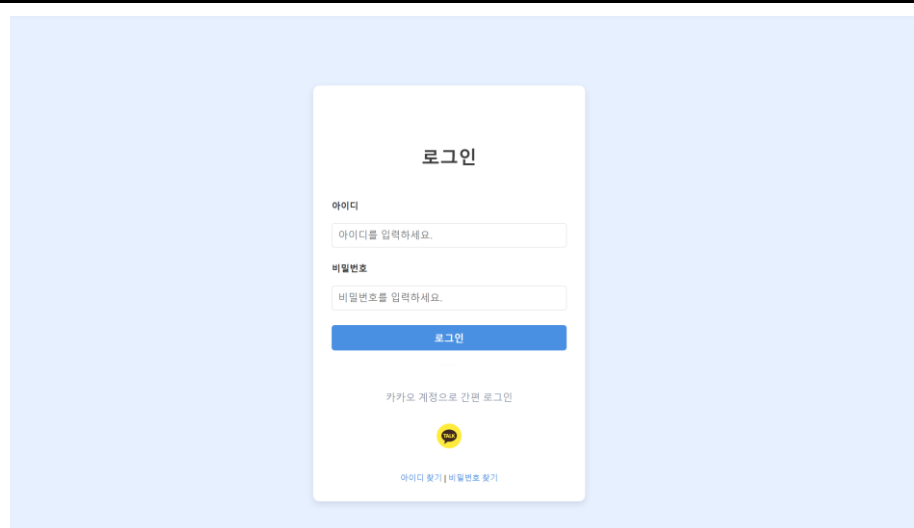 로그인
아이디
아이디를 입력하세요.
비밀번호
비밀번호를 입력하세요.
로그인
카카오 계정으로 간편 로그인
TALK
아이디 찾기 | 비밀번호 찾기